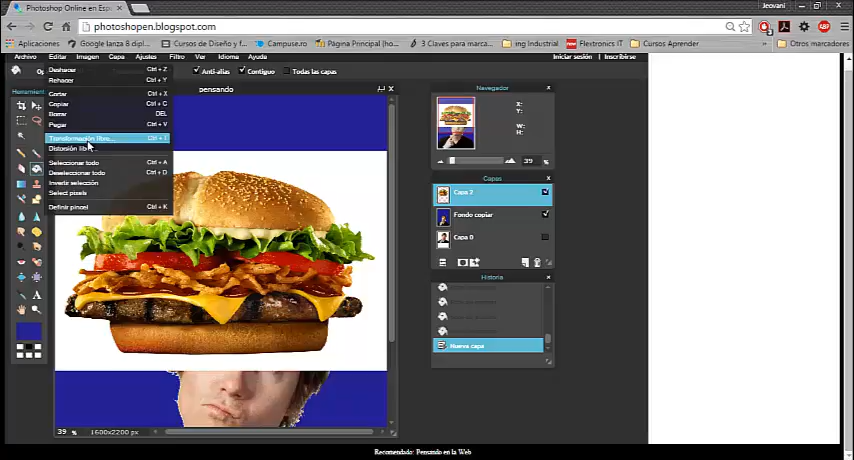 Photoshop Online en Esp
Jeovani
photoshopen.blogspot.com
Aplicaciones Google lanza 8 dipl... Cursos de Diseño y f... Campuse.ro Página Principal (ho... 3 Claves para marca... ing Industrial Flextronics IT Cursos Aprender » Otros marcadores
Archivo Editar Imagen Capa Ajustes Filtro Ver Idioma Ayuda Iniciar sesión | Inscribirse
Anti-alias Contiguo Todas las capas
Herramient
Deshacer Ctrl + Z
Rehacer Ctrl + Y
Cortar Ctrl + X
Copiar Ctrl + C
Borrar DEL
Pegar Ctrl + V
Transformación libre... Ctrl + T
Distorsión lib
Seleccionar todo Ctrl + A
Deseleccionar todo Ctrl + D
Invertir selección
Select pixels
Definir pincel Ctrl + K
pensando
39 % 1600x2200 px
Navegador
X:
Y:
W:
H:
39 %
Capas
Capa 2
Fondo copiar
Capa 0
Historia
Nueva capa
Recomendado: Pensando en la Web